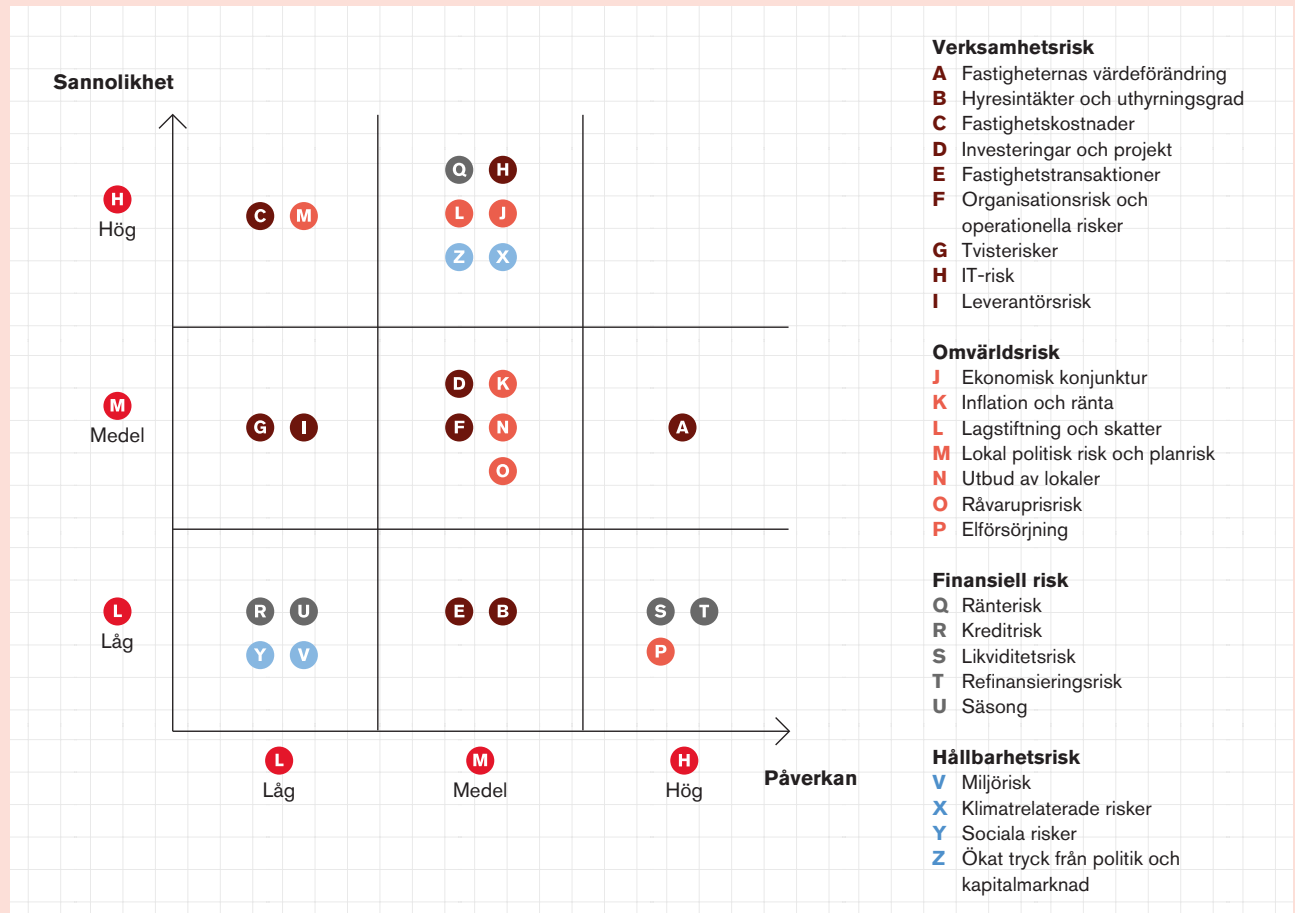 Sannolikhet
H
Hög
C M
Q H
L J
Z X
M
Medel
G I
D K
F N
O
A
L
Låg
R U
Y V
E B
S T
P
L
Låg
M
Medel
H
Hög
Påverkan
Verksamhetsrisk
A Fastigheternas värdeförändring
B Hyresintäkter och uthyrningsgrad
C Fastighetskostnader
D Investeringar och projekt
E Fastighetstransaktioner
F Organisationsrisk och
operationella risker
G Tvisterisker
H IT-risk
I Leverantörsrisk
Omvärldsrisk
J Ekonomisk konjunktur
K Inflation och ränta
L Lagstiftning och skatter
M Lokal politisk risk och planrisk
N Utbud av lokaler
O Råvaruprisrisk
P Elförsörjning
Finansiell risk
Q Ränterisk
R Kreditrisk
S Likviditetsrisk
T Refinansieringsrisk
U Säsong
Hållbarhetsrisk
V Miljörisk
X Klimatrelaterade risker
Y Sociala risker
Z Ökat tryck från politik och
kapitalmarknad